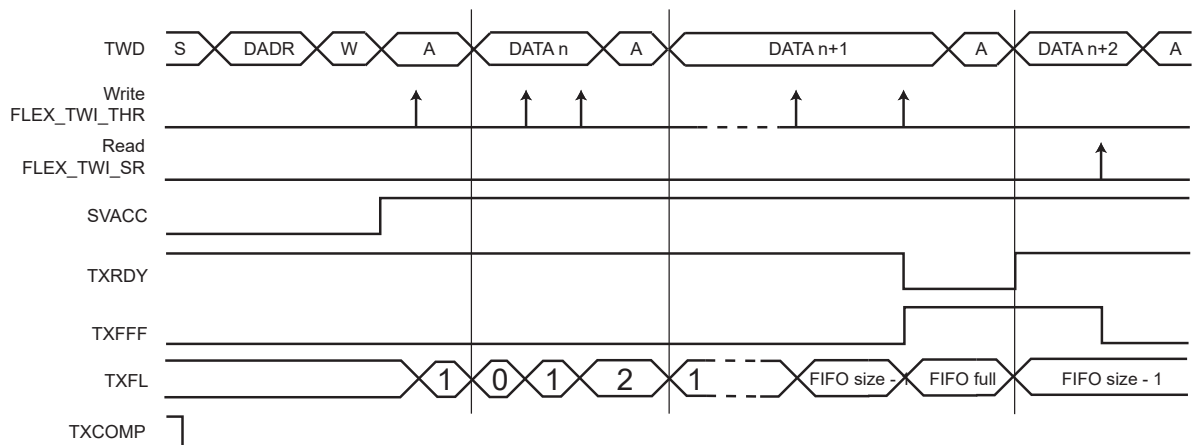 TWD S DADR W A DATA n A DATA n+1 A DATA n+2 A
Write
FLEX_TWI_THR
Read
FLEX_TWI_SR
SVACC
TXRDY
TXFFF
TXFL 1 0 1 2 1 FIFO size - 1 FIFO full FIFO size - 1
TXCOMP